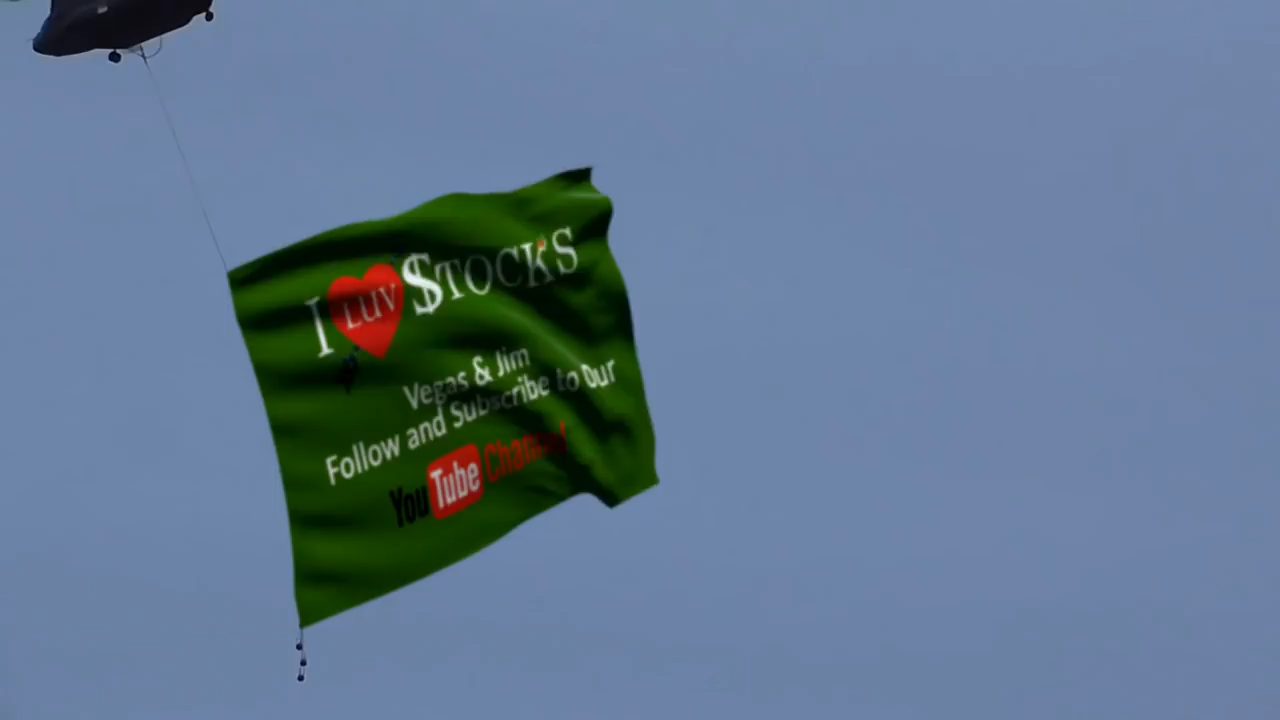 I LUV $TOCKS
Vegas & Jim
Follow and Subscribe to Our
YouTube Channel